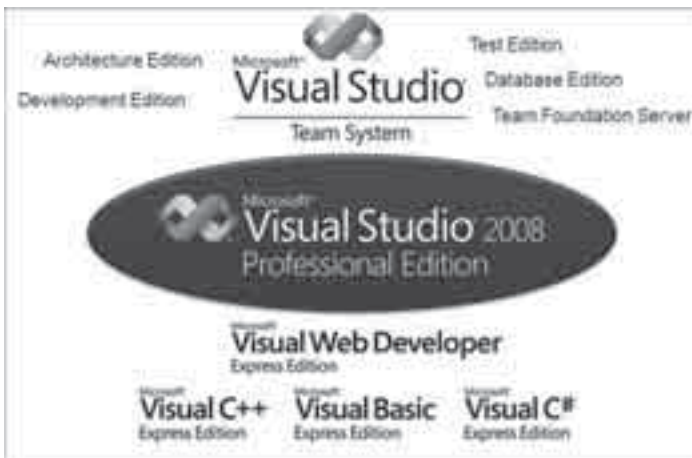 Architecture Edition
Development Edition
Microsoft
Visual Studio
Team System
Test Edition
Database Edition
Team Foundation Server
Microsoft
Visual Studio 2008
Professional Edition
Microsoft
Visual Web Developer
Express Edition
Microsoft
Visual C++
Express Edition
Microsoft
Visual Basic
Express Edition
Microsoft
Visual C#
Express Edition